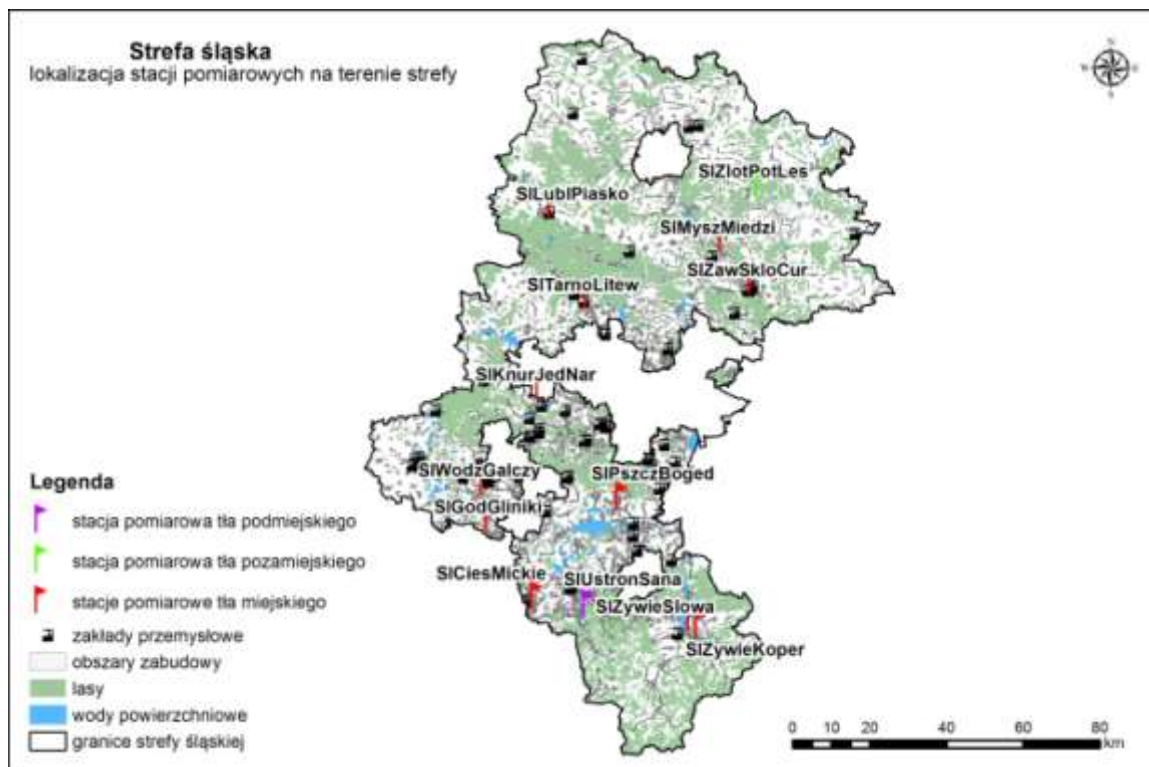 Strefa śląska
lokalizacja stacji pomiarowych na terenie strefy
N
W
E
S
SlZlotPotLes
SlLublPiasko
SlMyszMiedzi
SlZawSkloCur
SlTarnoLitew
SlKnurJedNar
SlWodzGalczy
SlPszczBoged
SlGodGliniki
SlCiesMickie
SlUstronSana
SlZywieSlowa
SlZywieKoper
Legenda
stacja pomiarowa tła podmiejskiego
stacja pomiarowa tła pozamiejskiego
stacje pomiarowe tła miejskiego
zakłady przemysłowe
obszary zabudowy
lasy
wody powierzchniowe
granice strefy śląskiej
0 10 20 40 60 80
km